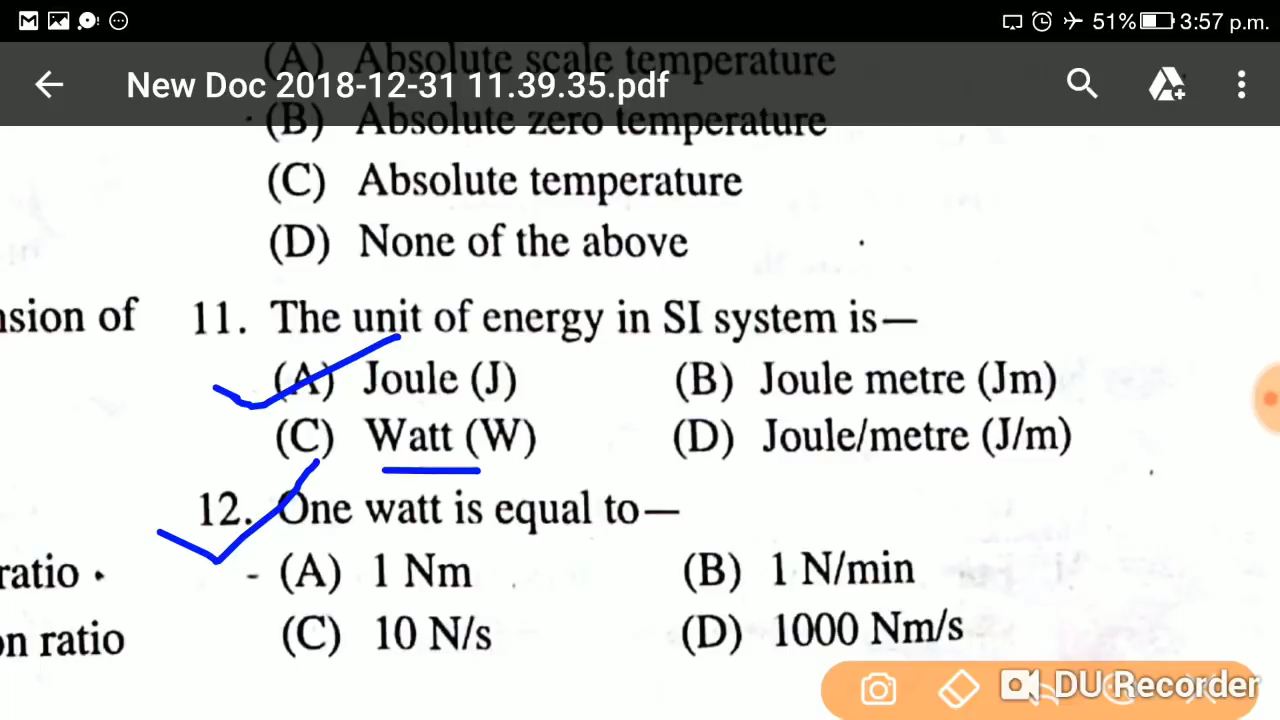 51% 3:57 p.m.
(A) Absolute scale temperature
New Doc 2018-12-31 11.39.35.pdf
(B) Absolute zero temperature
(C) Absolute temperature
(D) None of the above
nsion of
11. The unit of energy in SI system is—
(A) Joule (J) (B) Joule metre (Jm)
(C) Watt (W) (D) Joule/metre (J/m)
12. One watt is equal to—
ratio
- (A) 1 Nm (B) 1 N/min
on ratio
(C) 10 N/s (D) 1000 Nm/s
DU Recorder